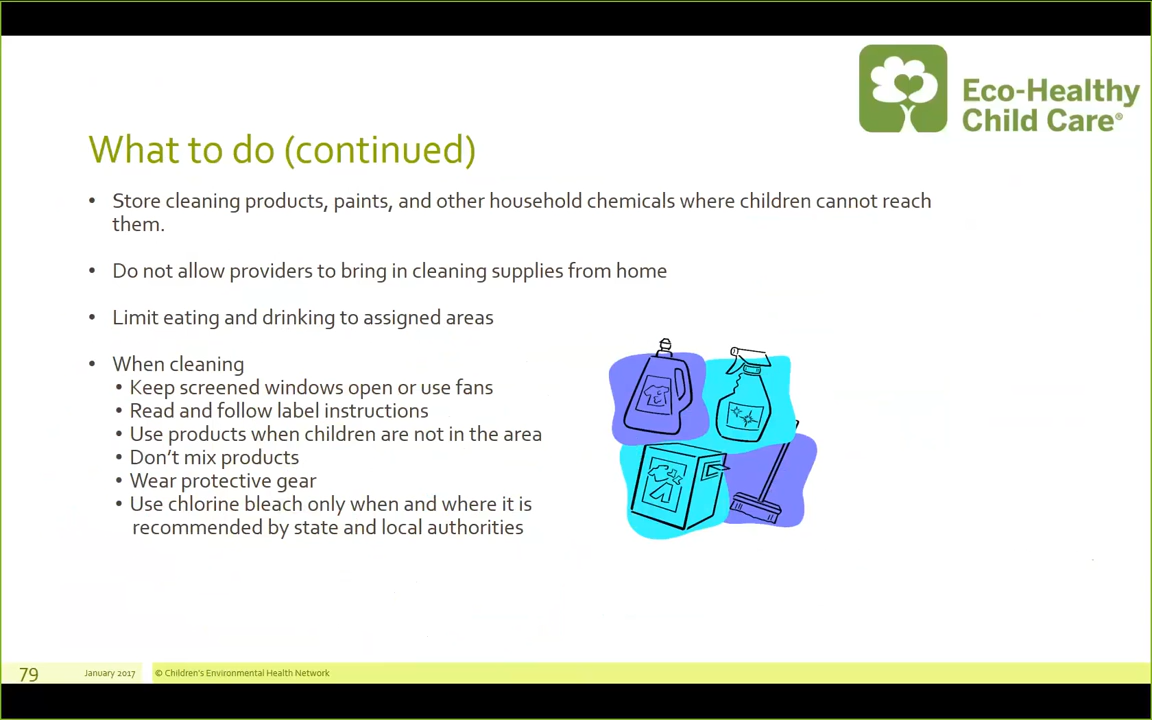 Eco-Healthy
Child Care®
What to do (continued)
• Store cleaning products, paints, and other household chemicals where children cannot reach
them.
• Do not allow providers to bring in cleaning supplies from home
• Limit eating and drinking to assigned areas
• When cleaning
• Keep screened windows open or use fans
• Read and follow label instructions
• Use products when children are not in the area
• Don’t mix products
• Wear protective gear
• Use chlorine bleach only when and where it is
recommended by state and local authorities
79
January 2017
© Children’s Environmental Health Network